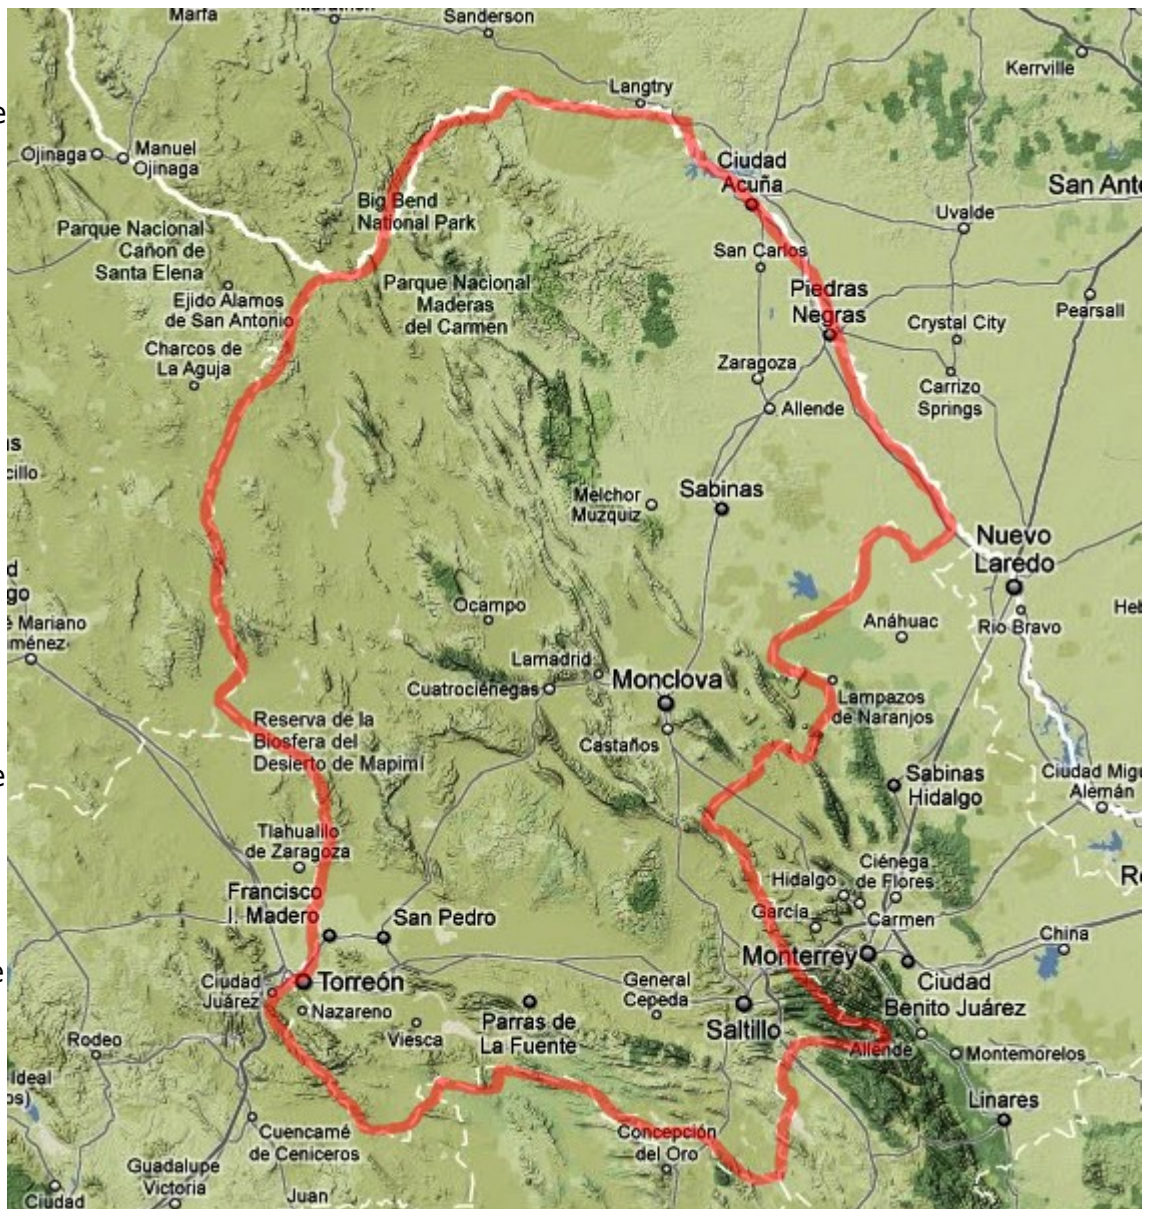 Marfa
Sanderson
Langtry
Kerrville
Ojinaga
Manuel
Ojinaga
Ciudad
Acuña
San Anto
Big Bend
National Park
Uvalde
Parque Nacional
Cañon de
Santa Elena
San Carlos
Parque Nacional
Maderas
del Carmen
Piedras
Negras
Ejido Alamos
de San Antonio
Pearsall
Crystal City
Charcos de
La Aguja
Zaragoza
Carrizo
Springs
Allende
Melchor
Muzquiz
Sabinas
Nuevo
Laredo
Ocampo
Rio Bravo
Anáhuac
Mariano
Lamadrid
Cuatrociénegas
Monclova
Lampazos
de Naranjos
Castaños
Reserva de la
Biosfera del
Desierto de Mapimí
Sabinas
Hidalgo
Ciudad Migu
Alemán
Tlahualilo
de Zaragoza
Ciénega
de Flores
Hidalgo
Francisco
I. Madero
San Pedro
García
Carmen
China
Monterrey
Ciudad
Benito Juárez
Ciudad
Juárez
Torreón
General
Cepeda
Nazareno
Parras de
La Fuente
Saltillo
Viesca
Rodeo
Allende
Montemorelos
Ideal
Linares
Cuencamé
de Ceniceros
Concepción
del Oro
Guadalupe
Victoria
Juan
Ciudad